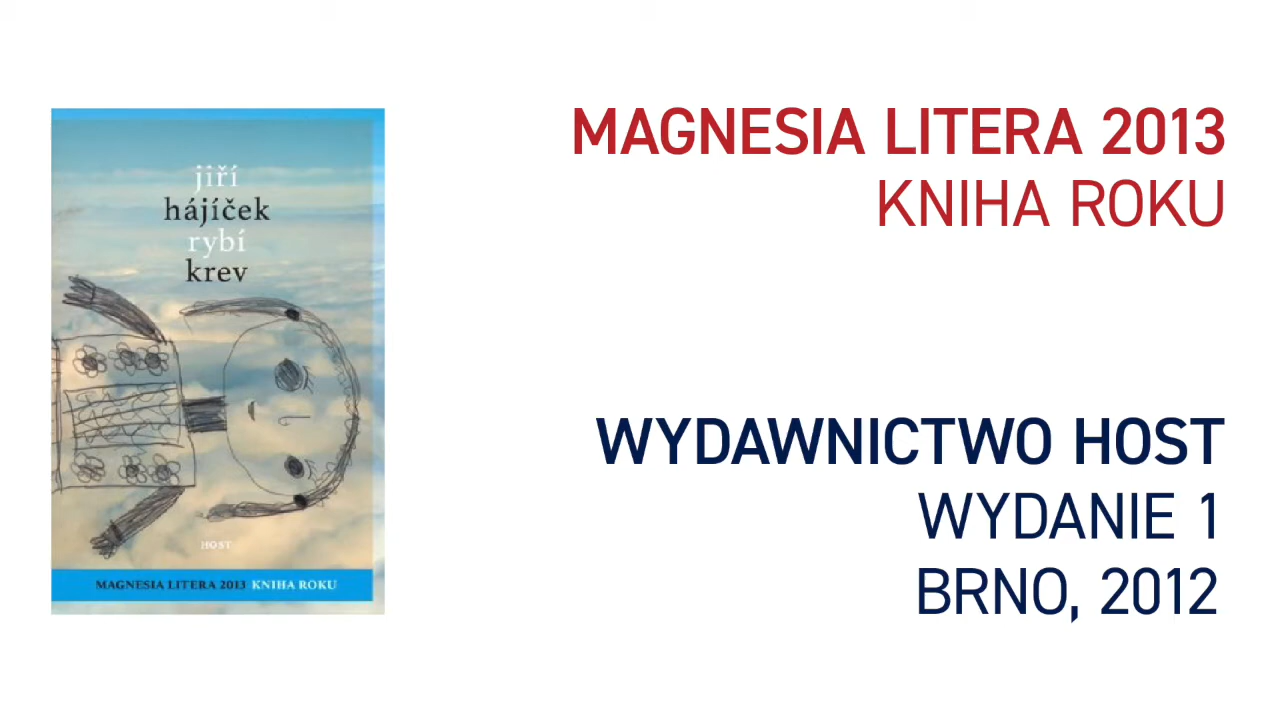 jiří
hájíček
rybí
krev
HOST
MAGNESIA LITERA 2013 KNIHA ROKU
MAGNESIA LITERA 2013
KNIHA ROKU
WYDAWNICTWO HOST
WYDANIE 1
BRNO, 2012